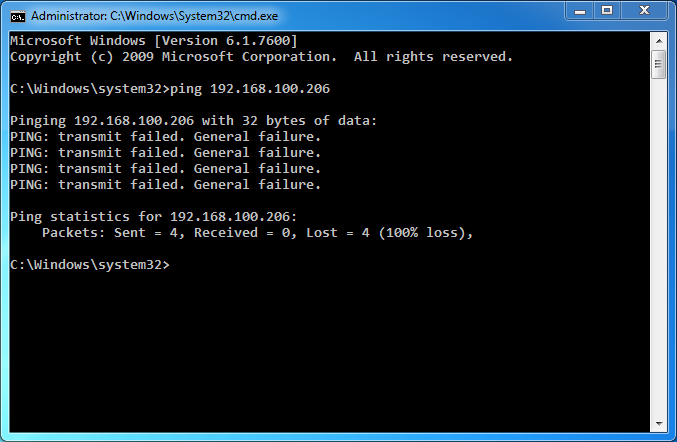 Administrator: C:\Windows\System32\cmd.exe
Microsoft Windows [Version 6.1.7600]
Copyright (c) 2009 Microsoft Corporation.  All rights reserved.
C:\Windows\system32>ping 192.168.100.206
Pinging 192.168.100.206 with 32 bytes of data:
PING: transmit failed. General failure.
PING: transmit failed. General failure.
PING: transmit failed. General failure.
PING: transmit failed. General failure.
Ping statistics for 192.168.100.206:
    Packets: Sent = 4, Received = 0, Lost = 4 (100% loss),
C:\Windows\system32>